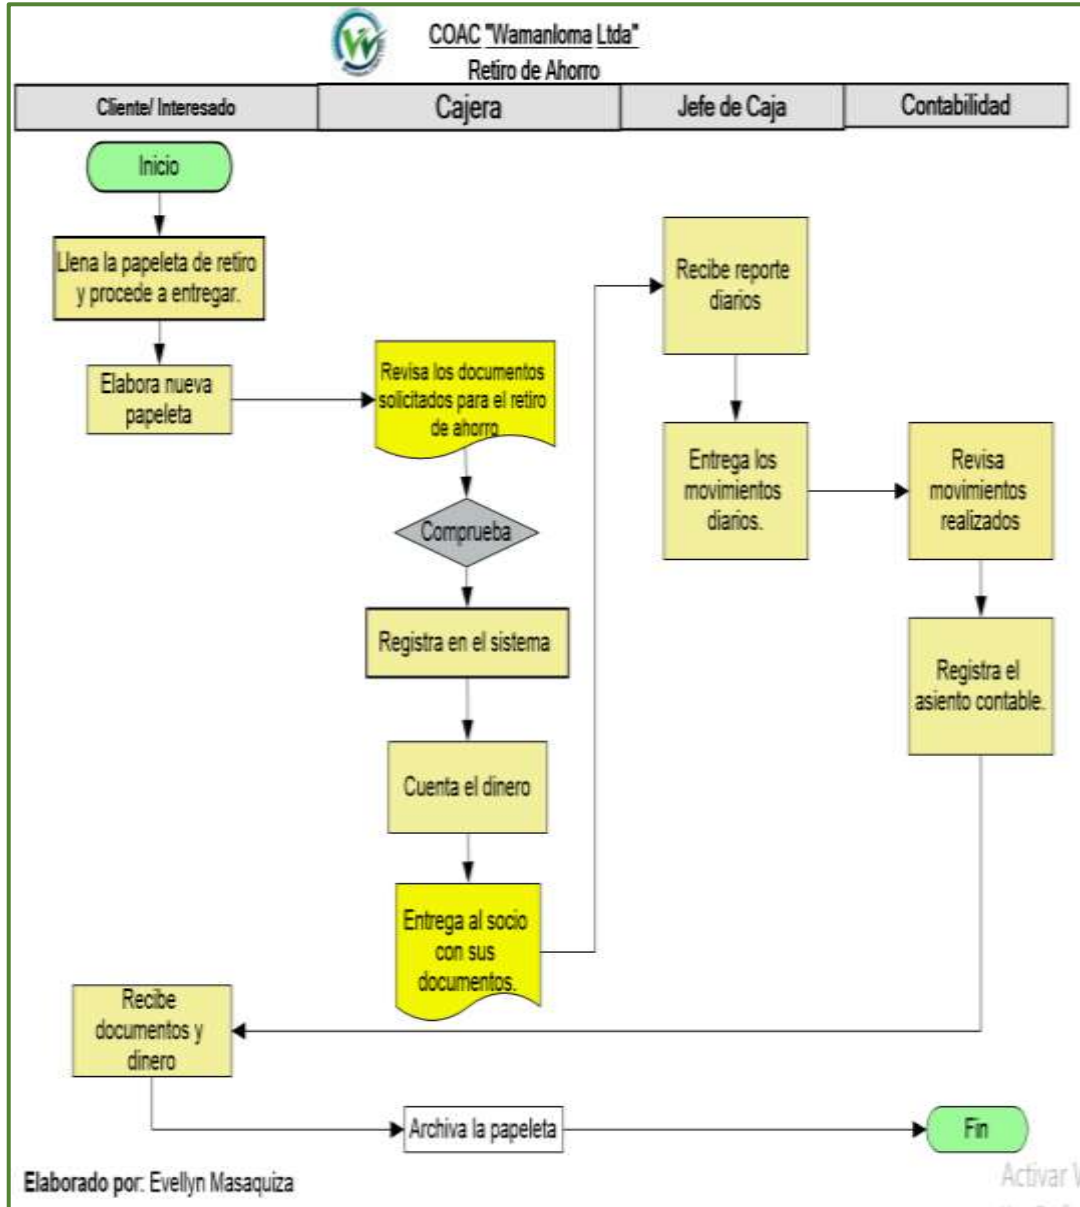 COAC "Wamanloma Ltda"
Retiro de Ahorro
Cliente/ Interesado
Cajera
Jefe de Caja
Contabilidad
Inicio
Llena la papeleta de retiro
y procede a entregar.
Elabora nueva
papeleta
Revisa los documentos
solicitados para el retiro
de ahorro
Comprueba
Registra en el sistema
Cuenta el dinero
Entrega al socio
con sus
documentos.
Recibe reporte
diarios
Entrega los
movimientos
diarios.
Revisa
movimientos
realizados
Registra el
asiento contable.
Recibe
documentos y
dinero
Archiva la papeleta
Fin
Elaborado por: Evellyn Masaquiza
Activar